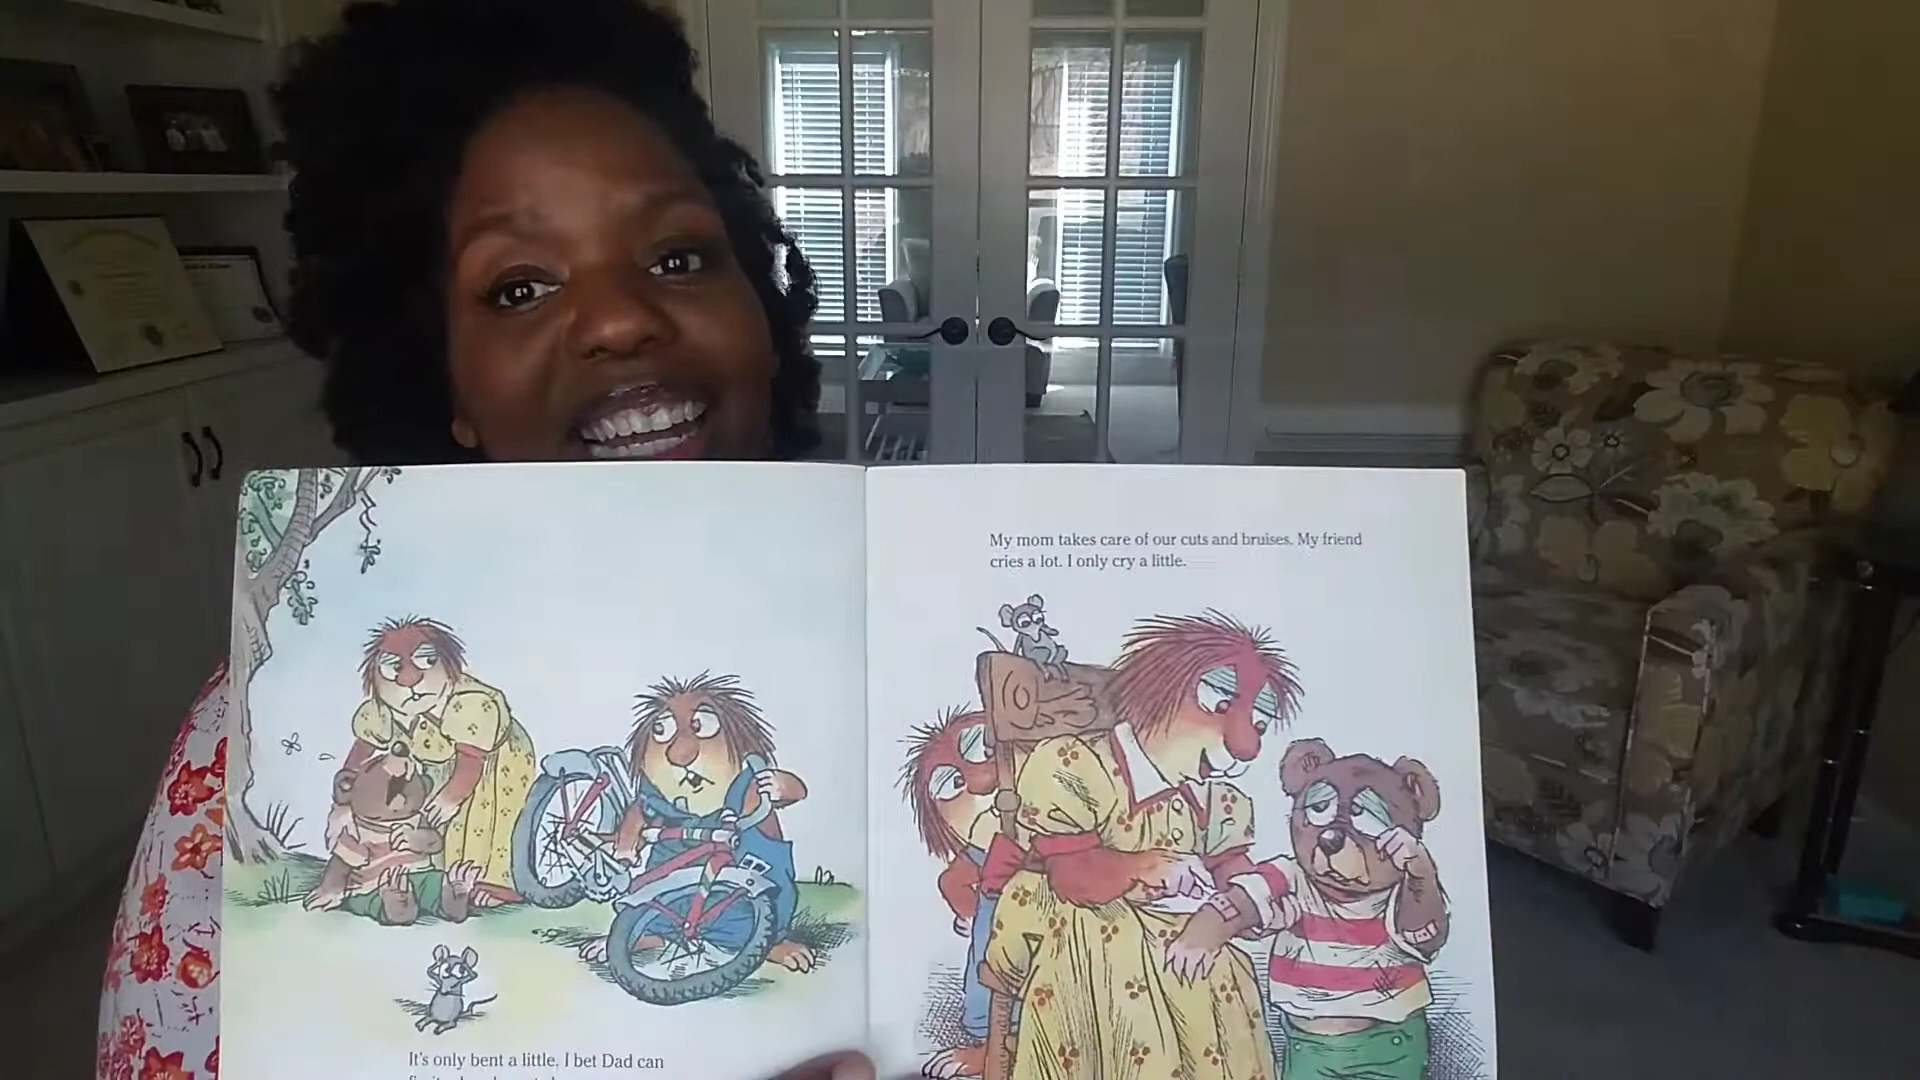 It's only bent a little. I bet Dad can
My mom takes care of our cuts and bruises. My friend
cries a lot. I only cry a little.